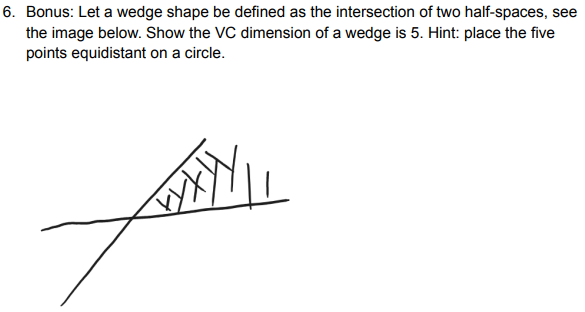 6. Bonus: Let a wedge shape be defined as the intersection of two half-spaces, see
the image below. Show the VC dimension of a wedge is 5. Hint: place the five
points equidistant on a circle.